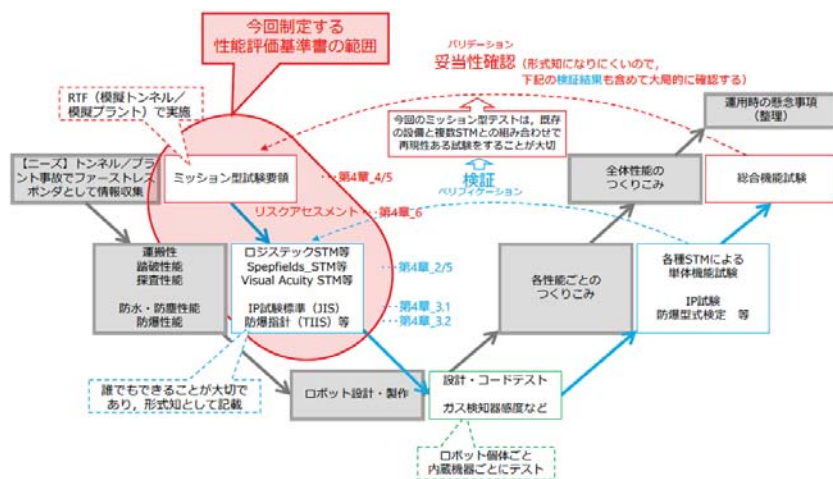 今回制定する
性能評価基準書の範囲
バリデーション
妥当性確認（形式知になりにくいので，
下記の検証結果も含めて大局的に確認する）
RTF（模擬トンネル／
模擬プラント）で実施
今回のミッション型テストは，既存
の設備と複数STMとの組み合わせで
再現性ある試験をすることが大切
運用時の懸念事項
（整理）
【ニーズ】トンネル／プラ
ント事故でファーストレス
ポンダとして情報収集
ミッション型試験要領
・・・第4章_4/5
検証
ベリフィケーション
全体性能の
つくりこみ
総合機能試験
リスクアセスメント
・・・第4章_6
運搬性
踏破性能
探査性能
防水・防塵性能
防爆性能
ロジステックSTM等
Spepfields_STM等
Visual Acuity STM等
IP試験標準（JIS）
防爆指針（TIIS）等
・・・第4章_2/5
・・・第4章_3.1
・・・第4章_3.2
各性能ごとの
つくりこみ
各種STMによる
単体機能試験
IP試験
防爆型式検定　等
誰でもできることが大切で
あり，形式知として記載
ロボット設計・製作
設計・コードテスト
ガス検知器感度など
ロボット個体ごと
内蔵機器ごとにテスト